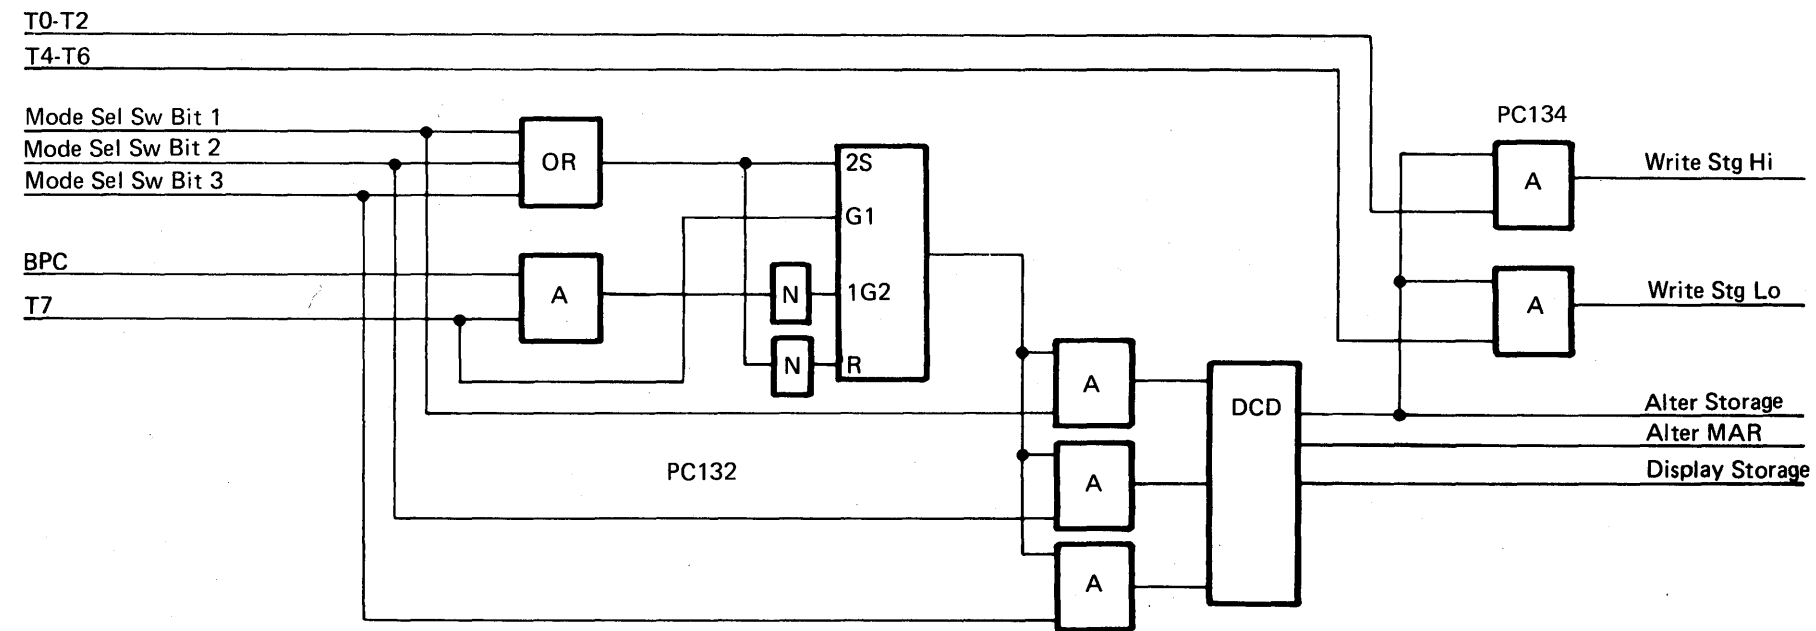 T0-T2
T4-T6
Mode Sel Sw Bit 1
Mode Sel Sw Bit 2
Mode Sel Sw Bit 3
BPC
T7
OR
A
N
N
2S
G1
1G2
R
PC132
A
A
A
DCD
PC134
A
A
Write Stg Hi
Write Stg Lo
Alter Storage
Alter MAR
Display Storage